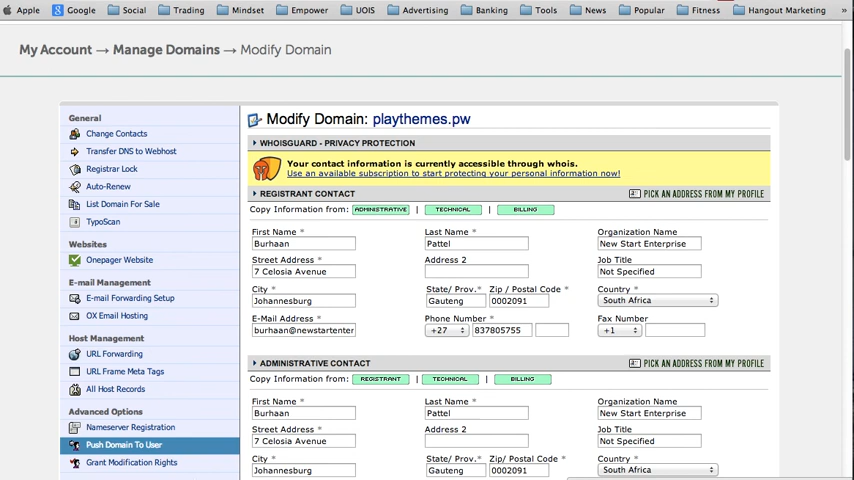 Apple Google Social Trading Mindset Empower UOIS Advertising Banking Tools News Popular Fitness Hangout Marketing »
My Account → Manage Domains → Modify Domain
General
Change Contacts
Transfer DNS to Webhost
Registrar Lock
Auto-Renew
List Domain For Sale
TypoScan
Websites
Onepager Website
E-mail Management
E-mail Forwarding Setup
OX Email Hosting
Host Management
URL Forwarding
URL Frame Meta Tags
All Host Records
Advanced Options
Nameserver Registration
Push Domain To User
Grant Modification Rights
Modify Domain: playthemes.pw
WHOISGUARD - PRIVACY PROTECTION
Your contact information is currently accessible through whois.
Use an available subscription to start protecting your personal information now!
REGISTRANT CONTACT PICK AN ADDRESS FROM MY PROFILE
Copy Information from: ADMINISTRATIVE | TECHNICAL | BILLING
First Name * Last Name * Organization Name
Burhaan Pattel New Start Enterprise
Street Address * Address 2 Job Title
7 Celosia Avenue Not Specified
City * State/ Prov.* Zip / Postal Code * Country *
Johannesburg Gauteng 0002091 South Africa
E-Mail Address * Phone Number * Fax Number
burhaan@newstartenter +27 837805755 +1
ADMINISTRATIVE CONTACT PICK AN ADDRESS FROM MY PROFILE
Copy Information from: REGISTRANT | TECHNICAL | BILLING
First Name * Last Name * Organization Name
Burhaan Pattel New Start Enterprise
Street Address * Address 2 Job Title
7 Celosia Avenue Not Specified
City * State/ Prov.* Zip / Postal Code * Country *
Johannesburg Gauteng 0002091 South Africa